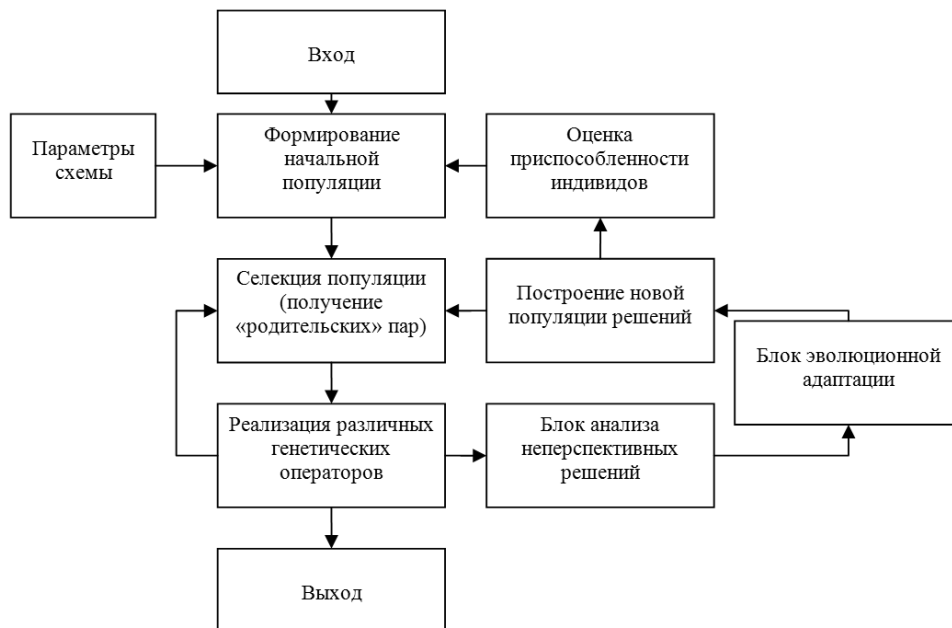 Вход
Параметры
схемы
Формирование
начальной
популяции
Оценка
приспособленности
индивидов
Селекция популяции
(получение
«родительских» пар)
Построение новой
популяции решений
Блок эволюционной
адаптации
Реализация различных
генетических
операторов
Блок анализа
неперспективных
решений
Выход